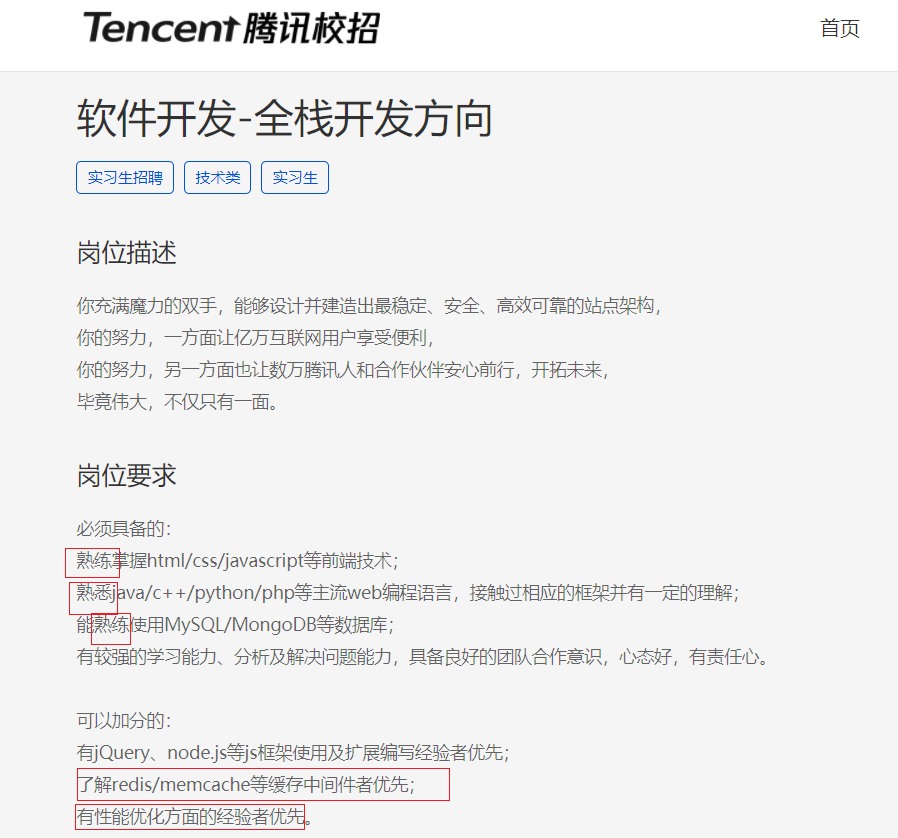 Tencent腾讯校招
首页
软件开发-全栈开发方向
实习生招聘
技术类
实习生
岗位描述
你充满魔力的双手，能够设计并建造出最稳定、安全、高效可靠的站点架构，
你的努力，一方面让亿万互联网用户享受便利，
你的努力，另一方面也让数万腾讯人和合作伙伴安心前行，开拓未来，
毕竟伟大，不仅只有一面。
岗位要求
必须具备的：
熟练掌握html/css/javascript等前端技术；
熟悉java/c++/python/php等主流web编程语言，接触过相应的框架并有一定的理解；
能熟练使用MySQL/MongoDB等数据库；
有较强的学习能力、分析及解决问题能力，具备良好的团队合作意识，心态好，有责任心。
可以加分的：
有jQuery、node.js等js框架使用及扩展编写经验者优先；
了解redis/memcache等缓存中间件者优先；
有性能优化方面的经验者优先。